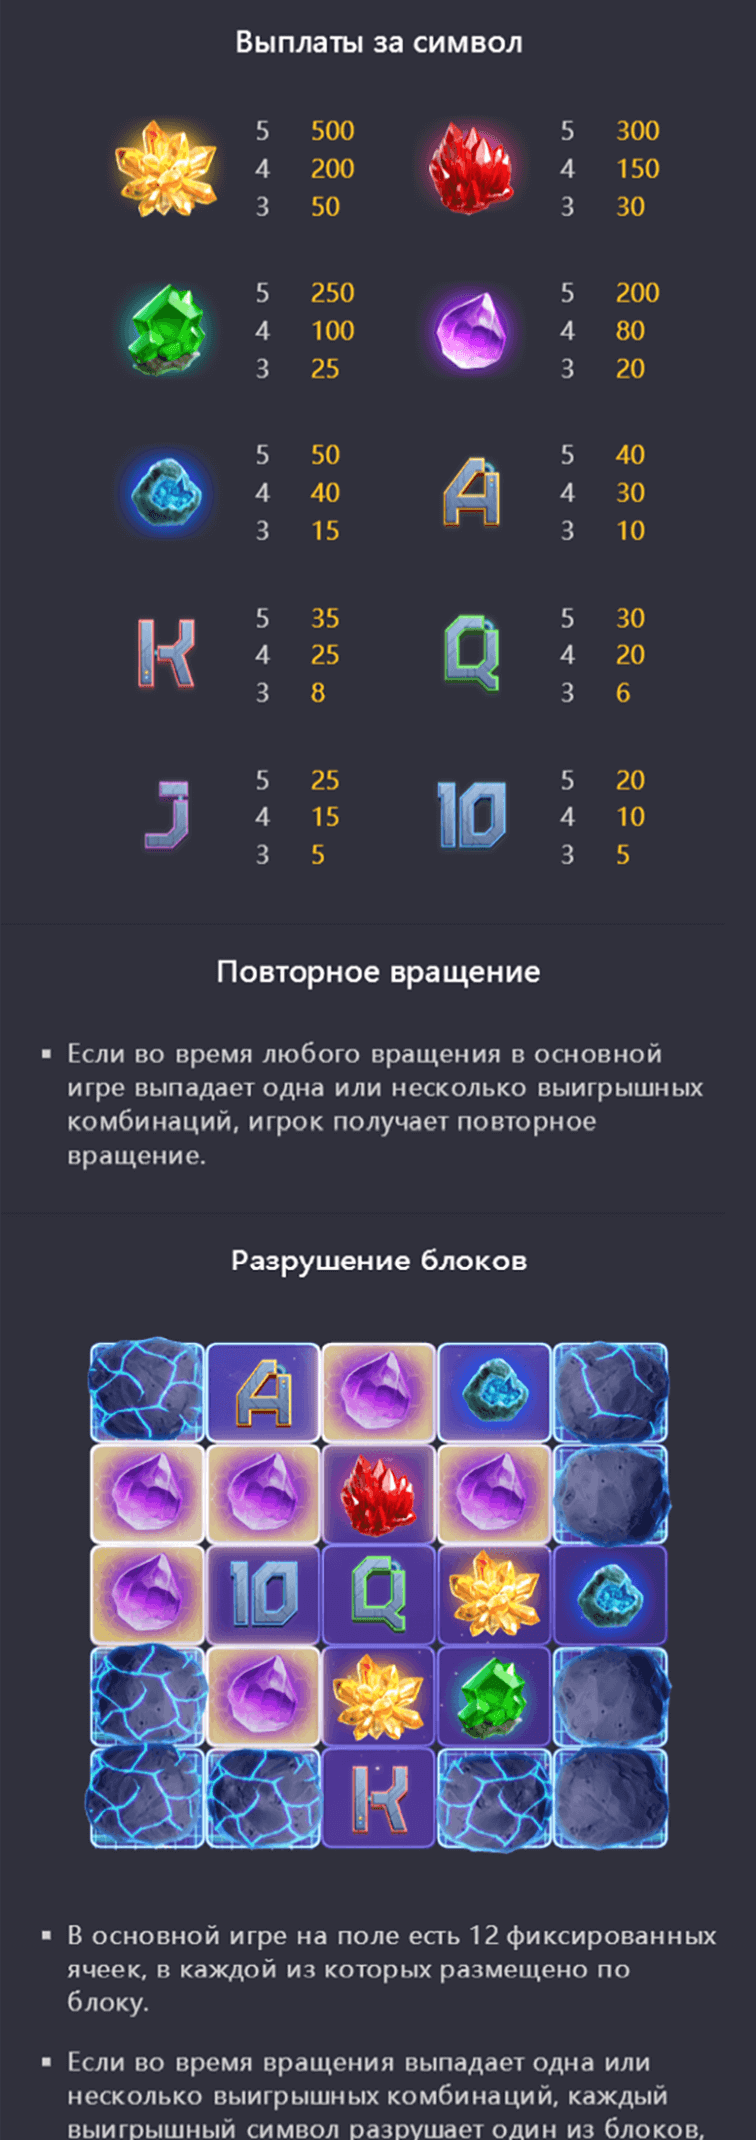 Выплаты за символ
5 500 5 300
4 200 4 150
3 50 3 30
5 250 5 200
4 100 4 80
3 25 3 20
5 50 A 5 40
4 40 4 30
3 15 3 10
K 5 35 Q 5 30
4 25 4 20
3 8 3 6
J 5 25 10 5 20
4 15 4 10
3 5 3 5
Повторное вращение
▪ Если во время любого вращения в основной
игре выпадает одна или несколько выигрышных
комбинаций, игрок получает повторное
вращение.
Разрушение блоков
A
10 Q
K
▪ В основной игре на поле есть 12 фиксированных
ячеек, в каждой из которых размещено по
блоку.
▪ Если во время вращения выпадает одна или
несколько выигрышных комбинаций, каждый
выигрышный символ разрушает один из блоков,